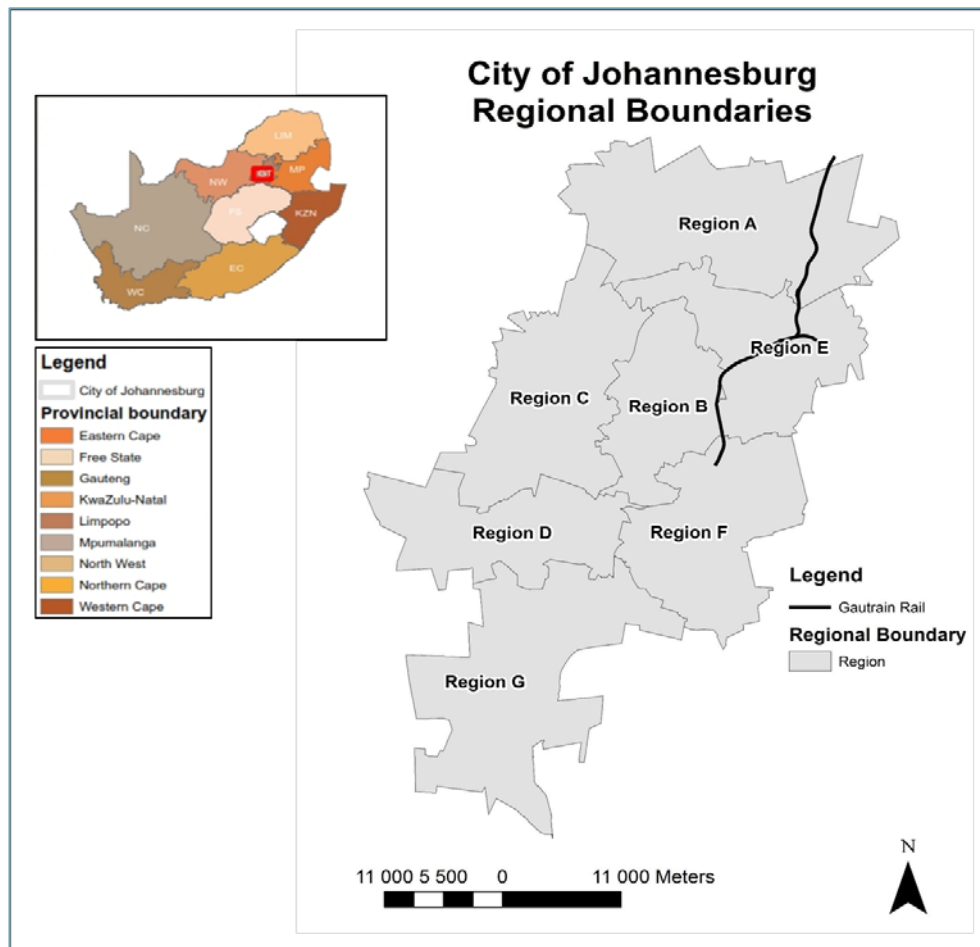 City of Johannesburg
Regional Boundaries
LIM
MP
NW
FS
KZN
NC
EC
WC
Legend
City of Johannesburg
Provincial boundary
Eastern Cape
Free State
Gauteng
KwaZulu-Natal
Limpopo
Mpumalanga
North West
Northern Cape
Western Cape
Region A
Region E
Region C
Region B
Region D
Region F
Region G
Legend
Gautrain Rail
Regional Boundary
Region
11 000 5 500 0 11 000 Meters
N